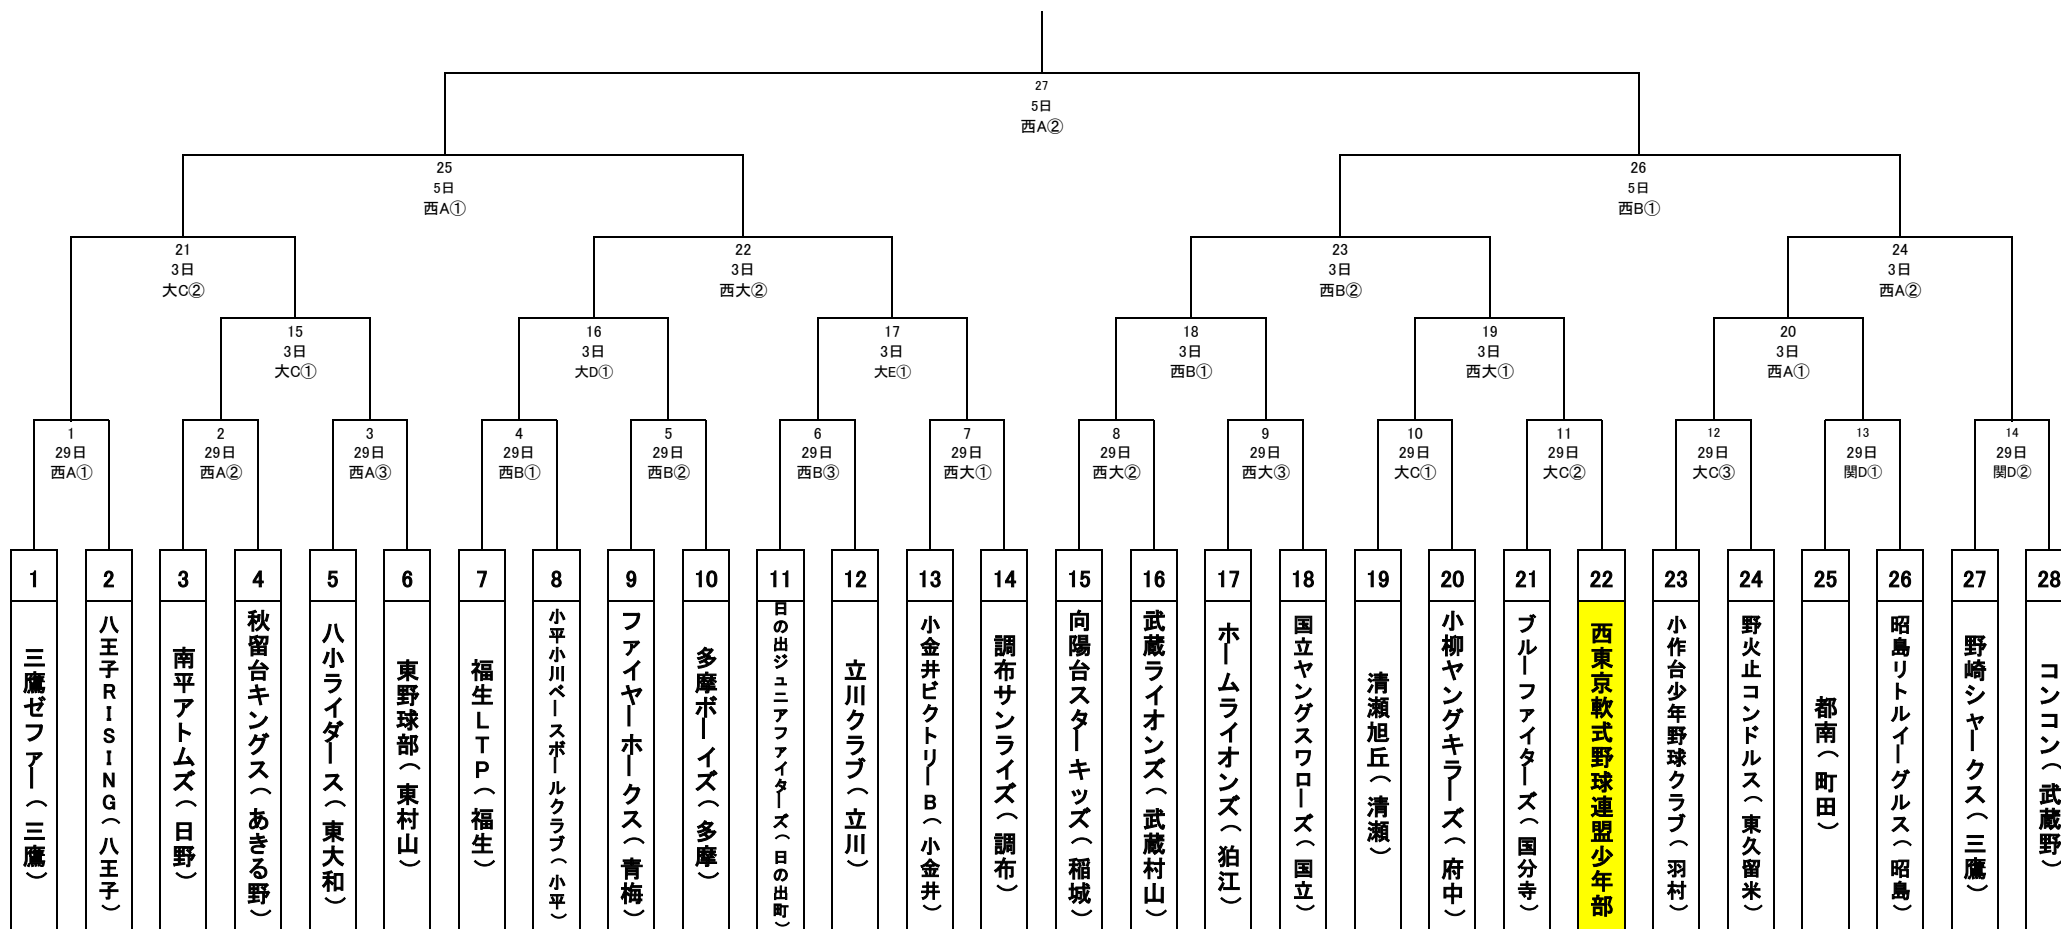 27
5日
西A②
25
5日
西A①
26
5日
西B①
21
3日
大C②
22
3日
西大②
23
3日
西B②
24
3日
西A②
15
3日
大C①
16
3日
大D①
17
3日
大E①
18
3日
西B①
19
3日
西大①
20
3日
西A①
1
29日
西A①
2
29日
西A②
3
29日
西A③
4
29日
西B①
5
29日
西B②
6
29日
西B③
7
29日
西大①
8
29日
西大②
9
29日
西大③
10
29日
大C①
11
29日
大C②
12
29日
大C③
13
29日
関D①
14
29日
関D②
1
三鷹ゼファー（三鷹）
2
八王子RISING（八王子）
3
南平アトムズ（日野）
4
秋留台キングス（あきる野）
5
八小ライダース（東大和）
6
東野球部（東村山）
7
福生LTP（福生）
8
小平小川ベースボールクラブ（小平）
9
ファイヤーホークス（青梅）
10
多摩ボーイズ（多摩）
11
日の出ジュニアファイターズ（日の出町）
12
立川クラブ（立川）
13
小金井ビクトリーB（小金井）
14
調布サンライズ（調布）
15
向陽台スターキッズ（稲城）
16
武蔵ライオンズ（武蔵村山）
17
ホームライオンズ（狛江）
18
国立ヤングスワローズ（国立）
19
清瀬旭丘（清瀬）
20
小柳ヤングキラーズ（府中）
21
ブルーファイターズ（国分寺）
22
西東京軟式野球連盟少年部
23
小作台少年野球クラブ（羽村）
24
野火止コンドルス（東久留米）
25
都南（町田）
26
昭島リトルイーグルス（昭島）
27
野崎シャークス（三鷹）
28
コンコン（武蔵野）